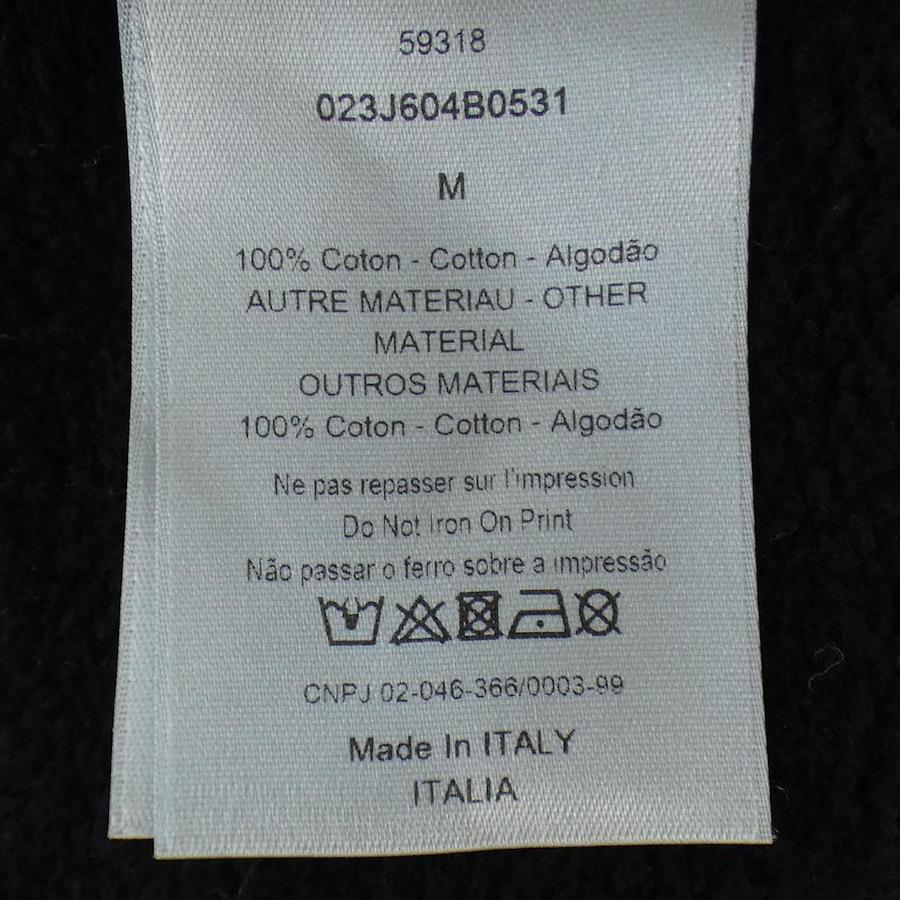 59318
023J604B0531
M
100% Coton - Cotton - Algodão
AUTRE MATERIAU - OTHER
MATERIAL
OUTROS MATERIAIS
100% Coton - Cotton - Algodão
Ne pas repasser sur l'impression
Do Not Iron On Print
Não passar o ferro sobre a impressão
CNPJ 02-046-366/0003-99
Made In ITALY
ITALIA